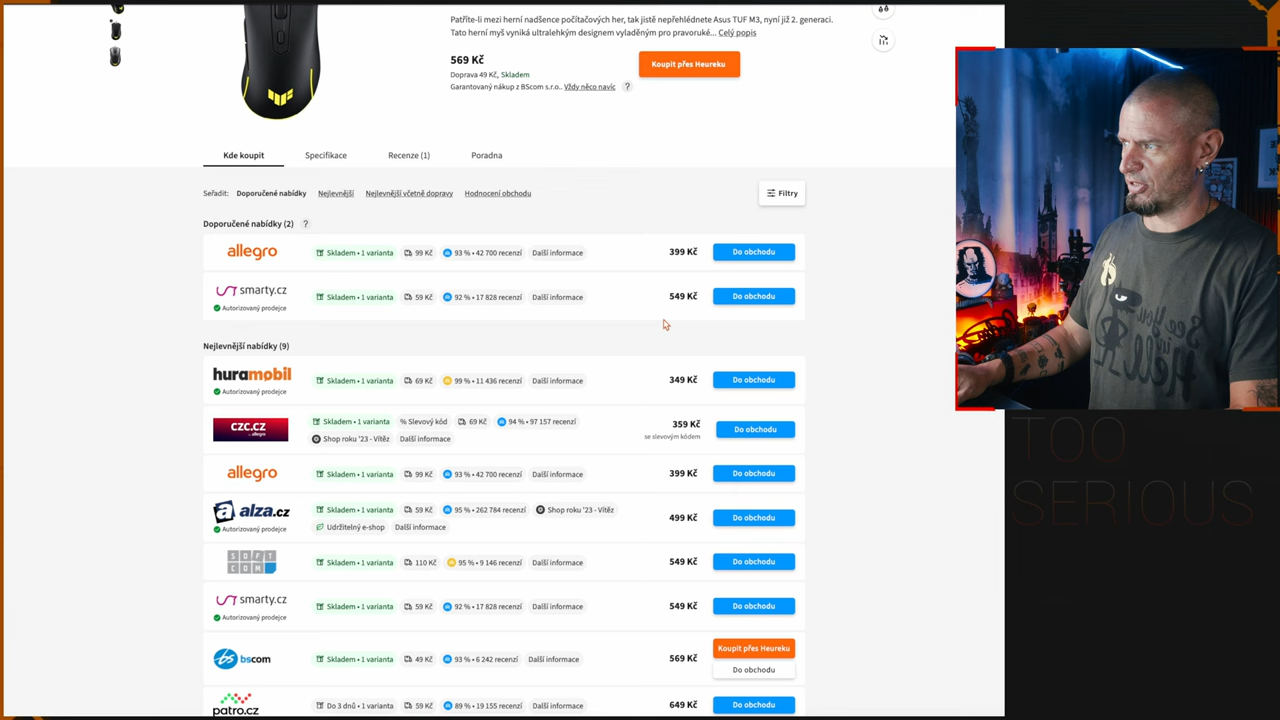 Patříte-li mezi herní nadšence počítačových her, tak jistě nepřehlédnete Asus TUF M3, nyní již 2. generaci.
Tato herní myš vyniká ultralehkým designem vyladěným pro pravoruké... Celý popis
569 Kč
Koupit přes Heureku
Doprava 49 Kč, Skladem
Garantovaný nákup z BScom s.r.o.. Vždy něco navíc ?
Kde koupit Specifikace Recenze (1) Poradna
Seřadit: Doporučené nabídky Nejlevnější Nejlevnější včetně dopravy Hodnocení obchodu Filtry
Doporučené nabídky (2) ?
allegro Skladem • 1 varianta 99 Kč 93 % • 42 700 recenzí Další informace 399 Kč Do obchodu
smarty.cz Skladem • 1 varianta 59 Kč 92 % • 17 828 recenzí Další informace 549 Kč Do obchodu
Autorizovaný prodejce
Nejlevnější nabídky (9)
huramobil Skladem • 1 varianta 69 Kč 99 % • 11 436 recenzí Další informace 349 Kč Do obchodu
Autorizovaný prodejce
CZC.CZ by allegro Skladem • 1 varianta % Slevový kód 69 Kč 94 % • 97 157 recenzí 359 Kč Do obchodu
Shop roku '23 - Vítěz Další informace se slevovým kódem
allegro Skladem • 1 varianta 99 Kč 93 % • 42 700 recenzí Další informace 399 Kč Do obchodu
alza.cz Skladem • 1 varianta 59 Kč 95 % • 262 784 recenzí Shop roku '23 - Vítěz 499 Kč Do obchodu
Autorizovaný prodejce Udržitelný e-shop Další informace
SOFT COM Skladem • 1 varianta 110 Kč 95 % • 9 146 recenzí Další informace 549 Kč Do obchodu
smarty.cz Skladem • 1 varianta 59 Kč 92 % • 17 828 recenzí Další informace 549 Kč Do obchodu
Autorizovaný prodejce
bs bscom Skladem • 1 varianta 49 Kč 93 % • 6 242 recenzí Další informace 569 Kč Koupit přes Heureku
Do obchodu
patro.cz Do 3 dnů • 1 varianta 59 Kč 89 % • 19 155 recenzí Další informace 649 Kč Do obchodu
TOO
SERIOUS